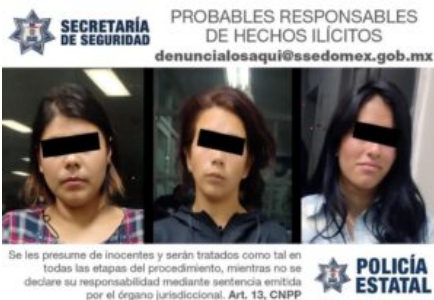 SECRETARÍA
DE SEGURIDAD
PROBABLES RESPONSABLES
DE HECHOS ILÍCITOS
denuncialosaqui@ssedomex.gob.mx
Se les presume de inocentes y serán tratados como tal en
todas las etapas del procedimiento, mientras no se
declare su responsabilidad mediante sentencia emitida
por el órgano jurisdiccional. Art. 13, CNPP
POLICÍA
ESTATAL